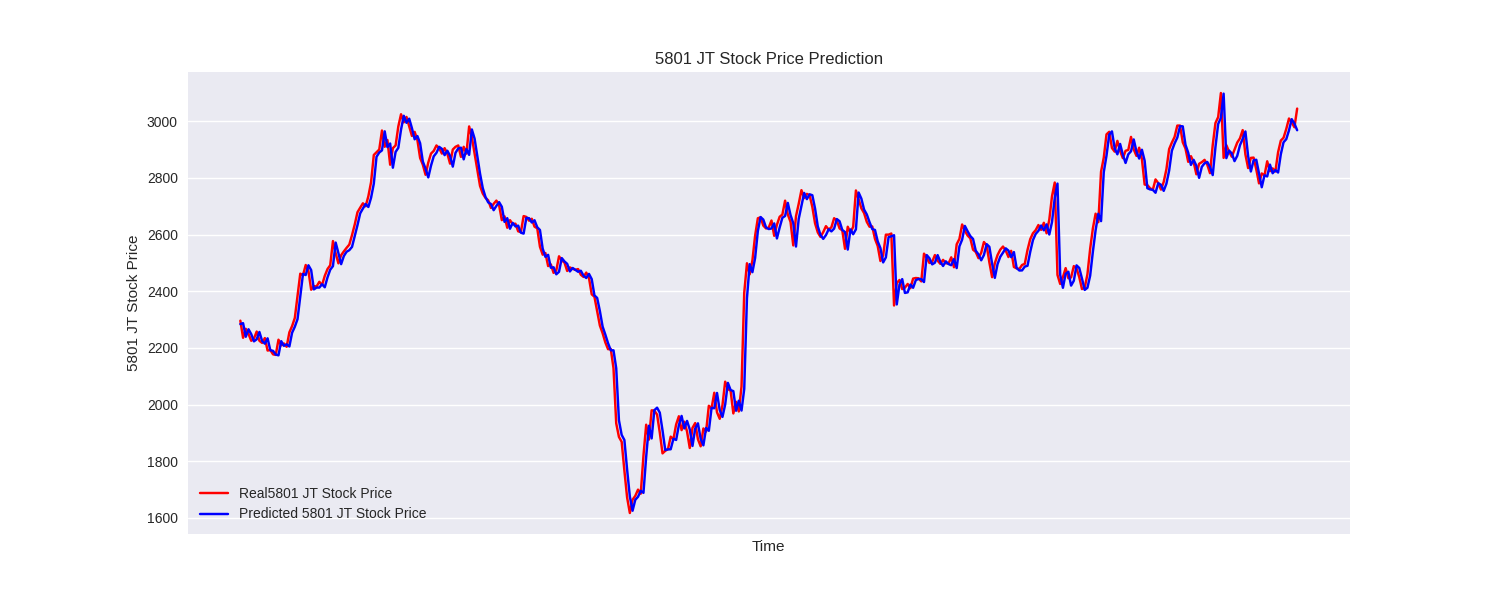 5801 JT Stock Price Prediction
5801 JT Stock Price
3000
2800
2600
2400
2200
2000
1800
1600
Real5801 JT Stock Price
Predicted 5801 JT Stock Price
Time